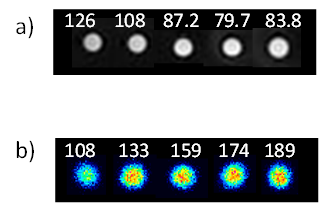 a)
126 108 87.2 79.7 83.8
b)
108 133 159 174 189